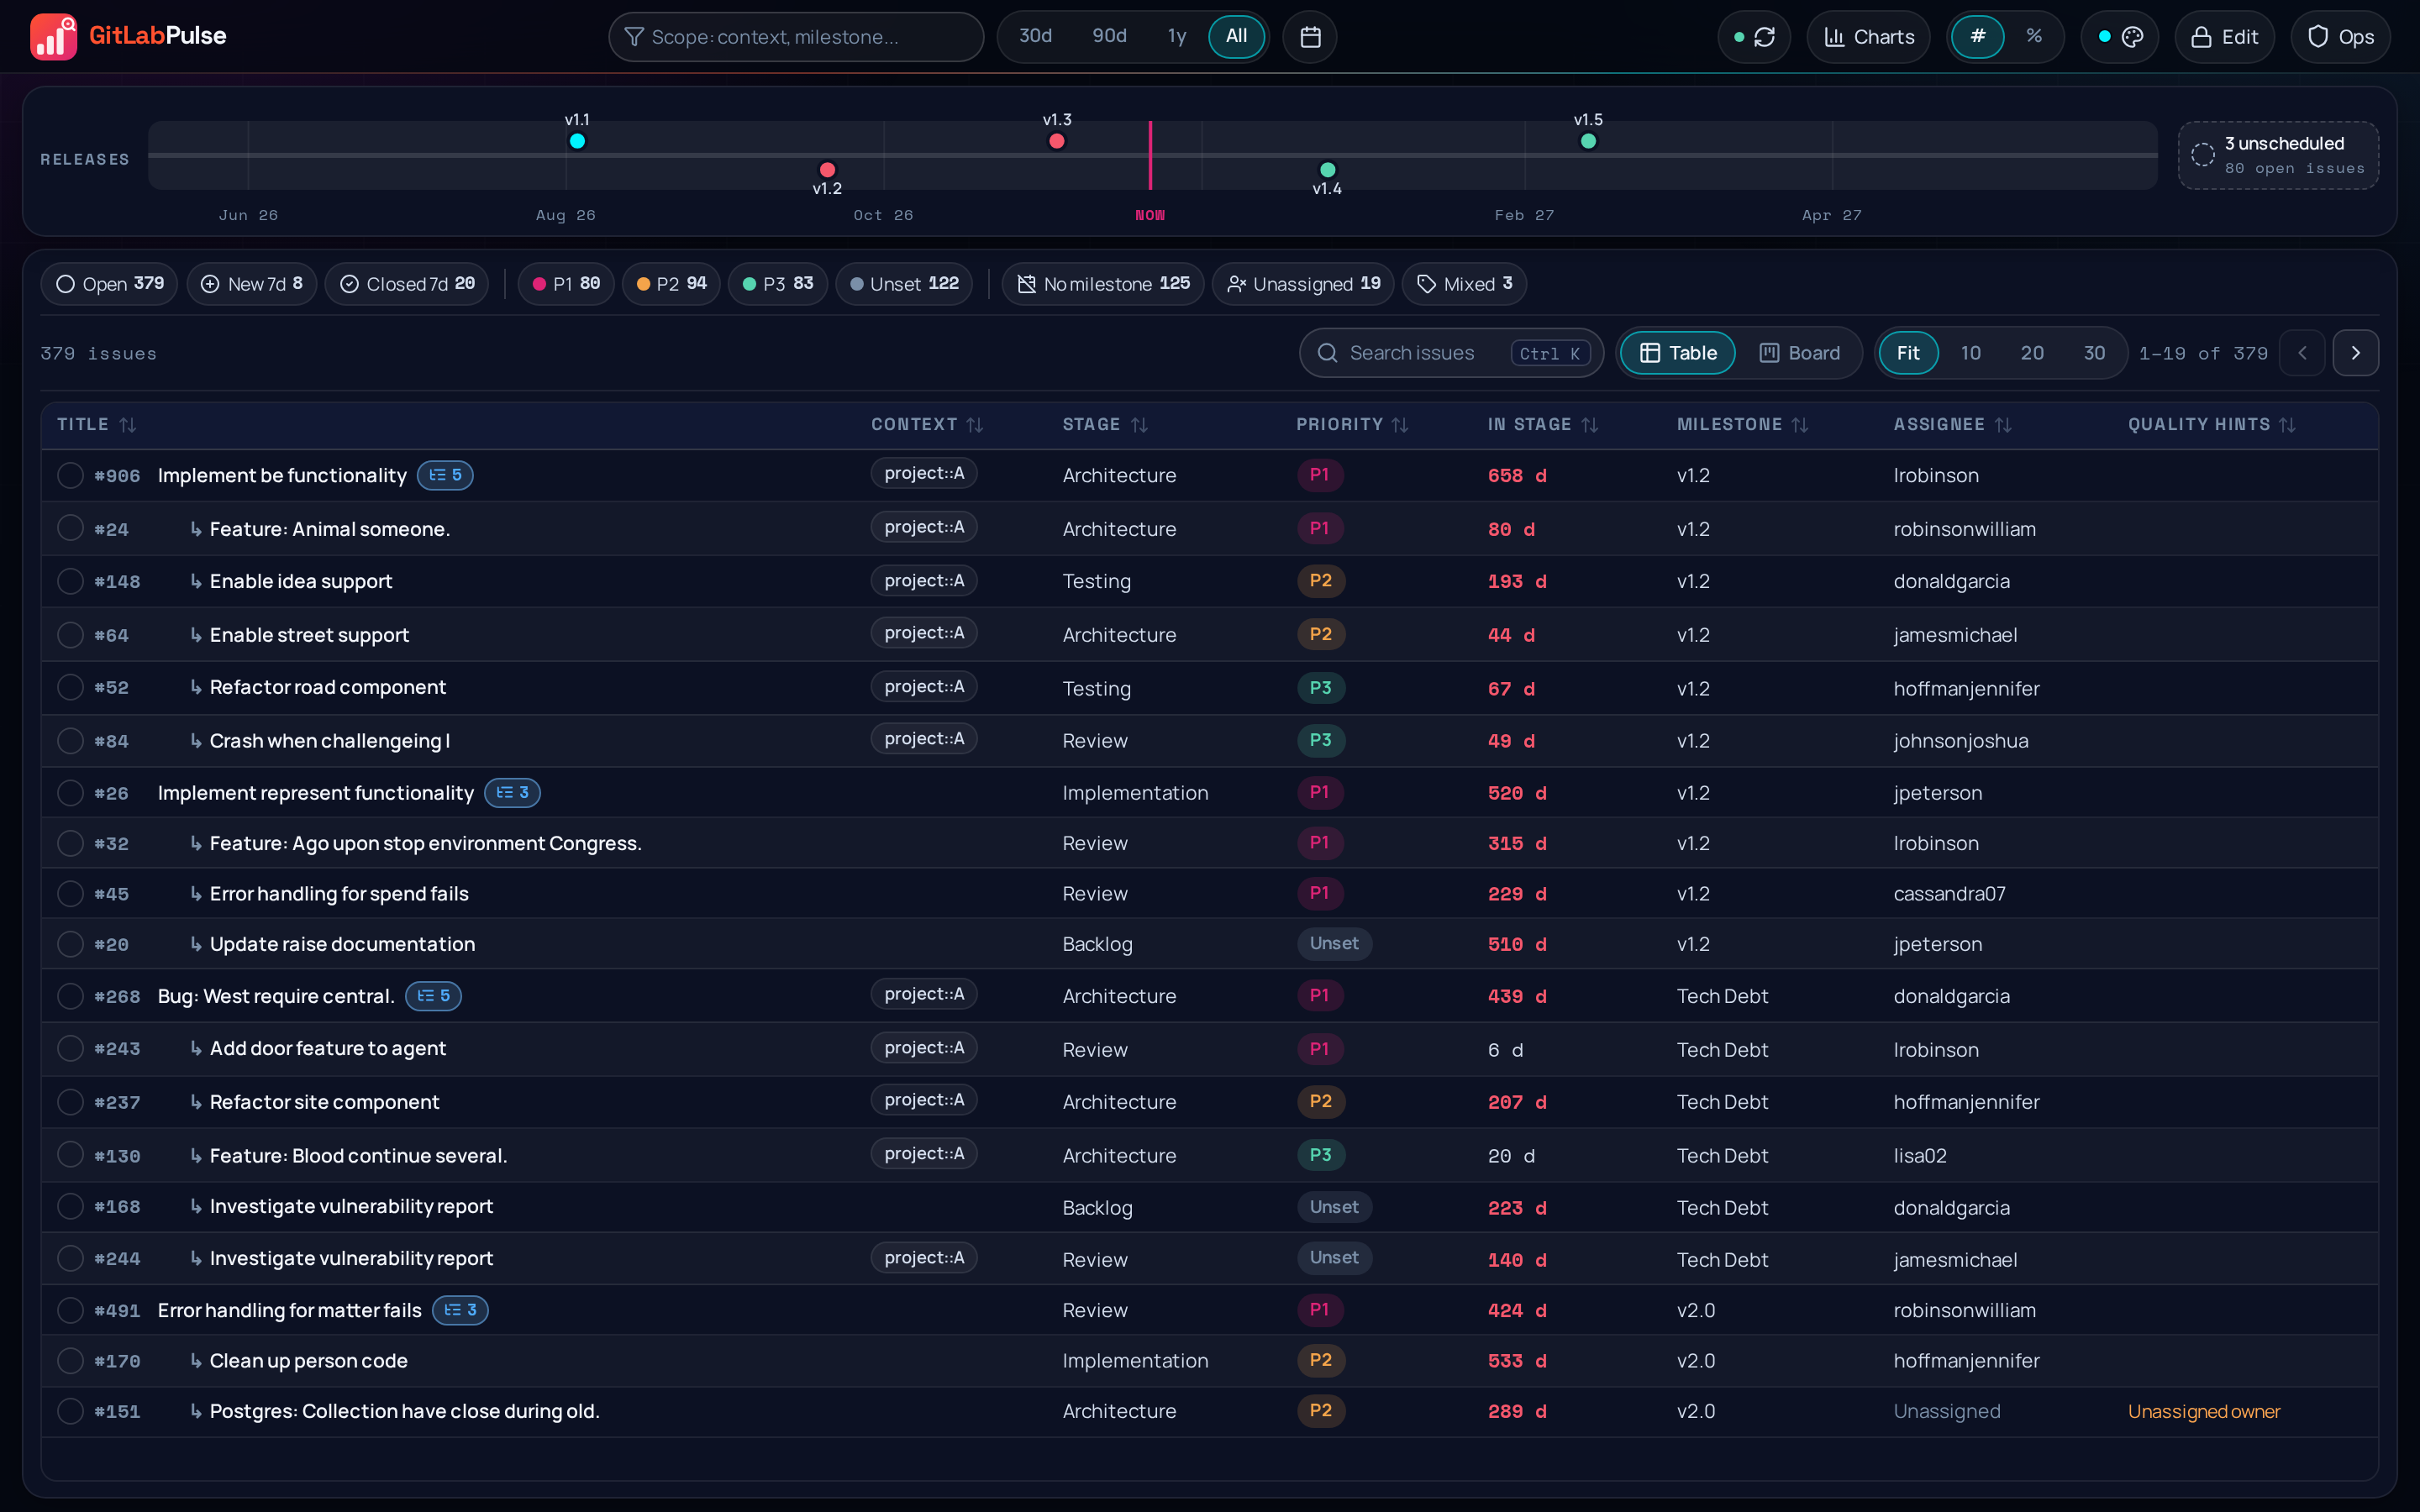 GitLabPulse
Scope: context, milestone...
30d 90d 1y All
Charts
# %
Edit
Ops
RELEASES
v1.1 v1.3 v1.5
v1.2 v1.4
Jun 26 Aug 26 Oct 26 NOW Feb 27 Apr 27
3 unscheduled
80 open issues
Open 379 New 7d 8 Closed 7d 20 P1 80 P2 94 P3 83 Unset 122 No milestone 125 Unassigned 19 Mixed 3
379 issues
Search issues Ctrl K
Table Board
Fit 10 20 30
1–19 of 379
TITLE CONTEXT STAGE PRIORITY IN STAGE MILESTONE ASSIGNEE QUALITY HINTS
#906 Implement be functionality 5 project::A Architecture P1 658 d v1.2 lrobinson
#24 ↳ Feature: Animal someone. project::A Architecture P1 80 d v1.2 robinsonwilliam
#148 ↳ Enable idea support project::A Testing P2 193 d v1.2 donaldgarcia
#64 ↳ Enable street support project::A Architecture P2 44 d v1.2 jamesmichael
#52 ↳ Refactor road component project::A Testing P3 67 d v1.2 hoffmanjennifer
#84 ↳ Crash when challengeing I project::A Review P3 49 d v1.2 johnsonjoshua
#26 Implement represent functionality 3 Implementation P1 520 d v1.2 jpeterson
#32 ↳ Feature: Ago upon stop environment Congress. Review P1 315 d v1.2 lrobinson
#45 ↳ Error handling for spend fails Review P1 229 d v1.2 cassandra07
#20 ↳ Update raise documentation Backlog Unset 510 d v1.2 jpeterson
#268 Bug: West require central. 5 project::A Architecture P1 439 d Tech Debt donaldgarcia
#243 ↳ Add door feature to agent project::A Review P1 6 d Tech Debt lrobinson
#237 ↳ Refactor site component project::A Architecture P2 207 d Tech Debt hoffmanjennifer
#130 ↳ Feature: Blood continue several. project::A Architecture P3 20 d Tech Debt lisa02
#168 ↳ Investigate vulnerability report Backlog Unset 223 d Tech Debt donaldgarcia
#244 ↳ Investigate vulnerability report project::A Review Unset 140 d Tech Debt jamesmichael
#491 Error handling for matter fails 3 Review P1 424 d v2.0 robinsonwilliam
#170 ↳ Clean up person code Implementation P2 533 d v2.0 hoffmanjennifer
#151 ↳ Postgres: Collection have close during old. Architecture P2 289 d v2.0 Unassigned Unassigned owner